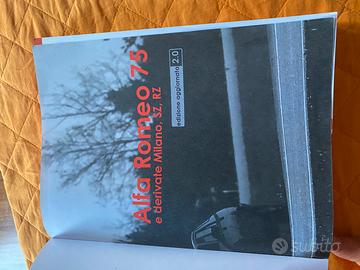 Alfa Romeo 75
e derivate Milano, SZ, RZ
edizione aggiornata 2.0
subito